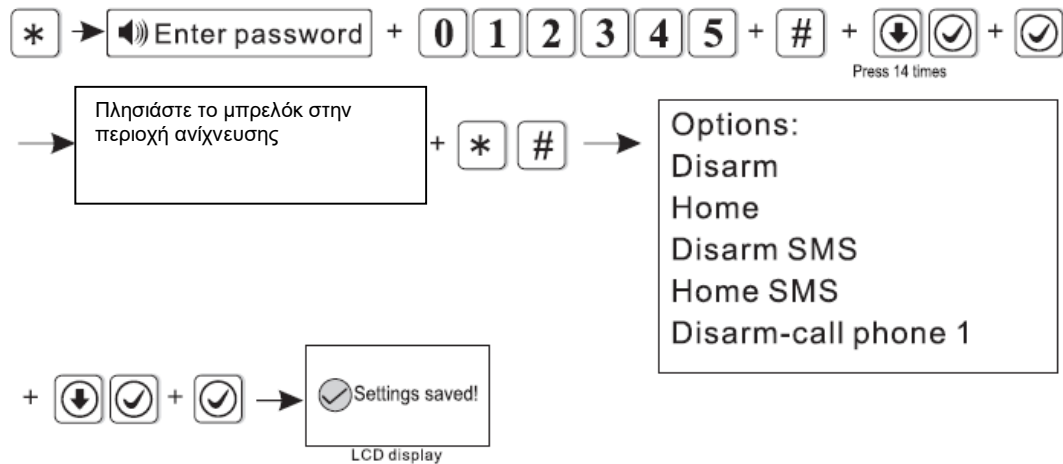 * Enter password + 0 1 2 3 4 5 + # + +
Press 14 times
Πλησιάστε το μπρελόκ στην
περιοχή ανίχνευσης
+ * #
Options:
Disarm
Home
Disarm SMS
Home SMS
Disarm-call phone 1
+ + Settings saved!
LCD display